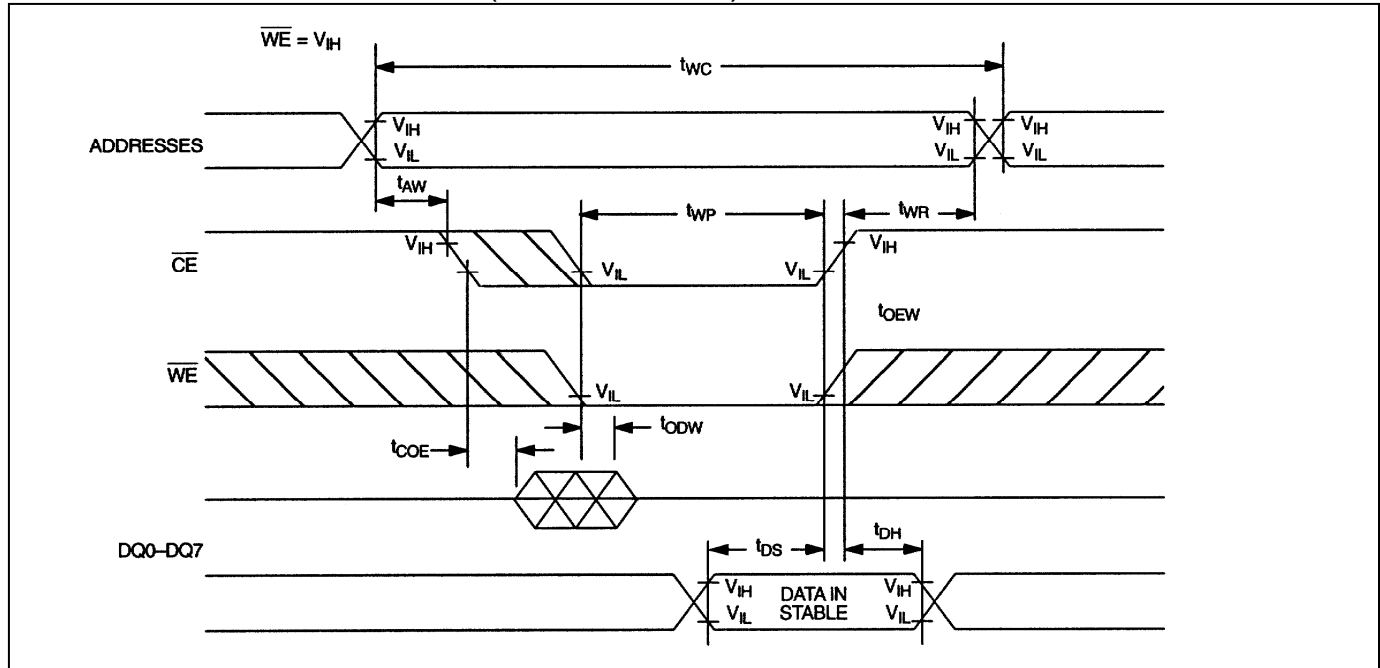 WE = VIH
tWC
ADDRESSES
VIH
VIL
VIH
VIL
VIH
VIL
tAW
tWP
tWR
CE
VIH
VIL
VIL
VIH
tOEW
WE
VIL
VIL
tCOE
tODW
DQ0–DQ7
tDS
tDH
VIH
VIL
DATA IN
STABLE
VIH
VIL